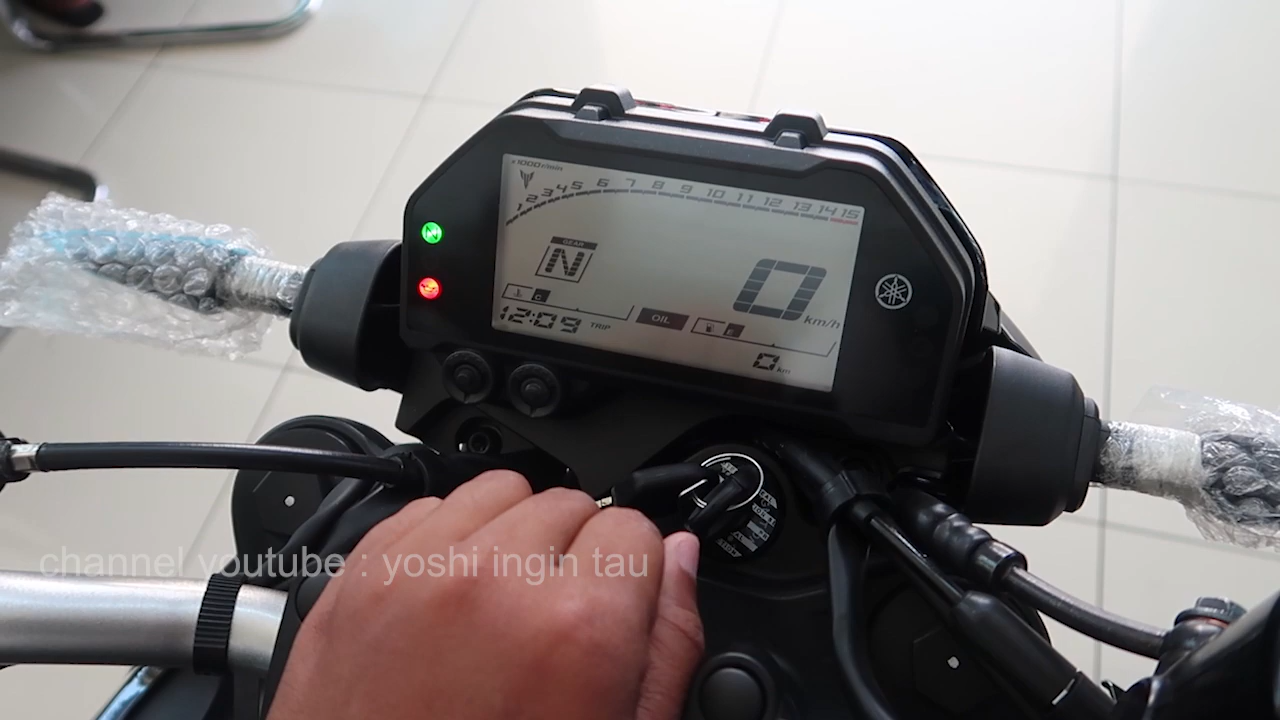 x1000r/min
1 2 3 4 5 6 7 8 9 10 11 12 13 14 15
N
GEAR
N
0
km/h
C
OIL
E
12:09 TRIP
0 km
channel youtube : yoshi ingin tau